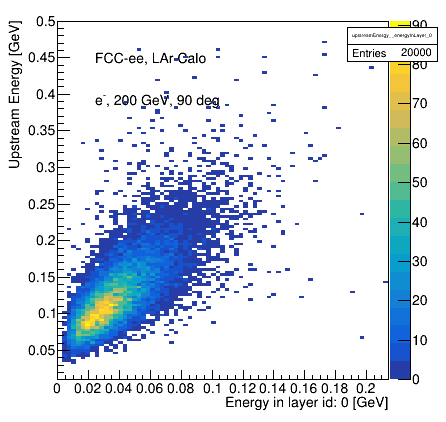 upstreamEnergy__energyInLayer_0
Entries 20000
FCC-ee, LAr-Calo
e-, 200 GeV, 90 deg
Upstream Energy [GeV]
0.5
0.45
0.4
0.35
0.3
0.25
0.2
0.15
0.1
0.05
0 0.02 0.04 0.06 0.08 0.1 0.12 0.14 0.16 0.18 0.2
Energy in layer id: 0 [GeV]
90
80
70
60
50
40
30
20
10
0